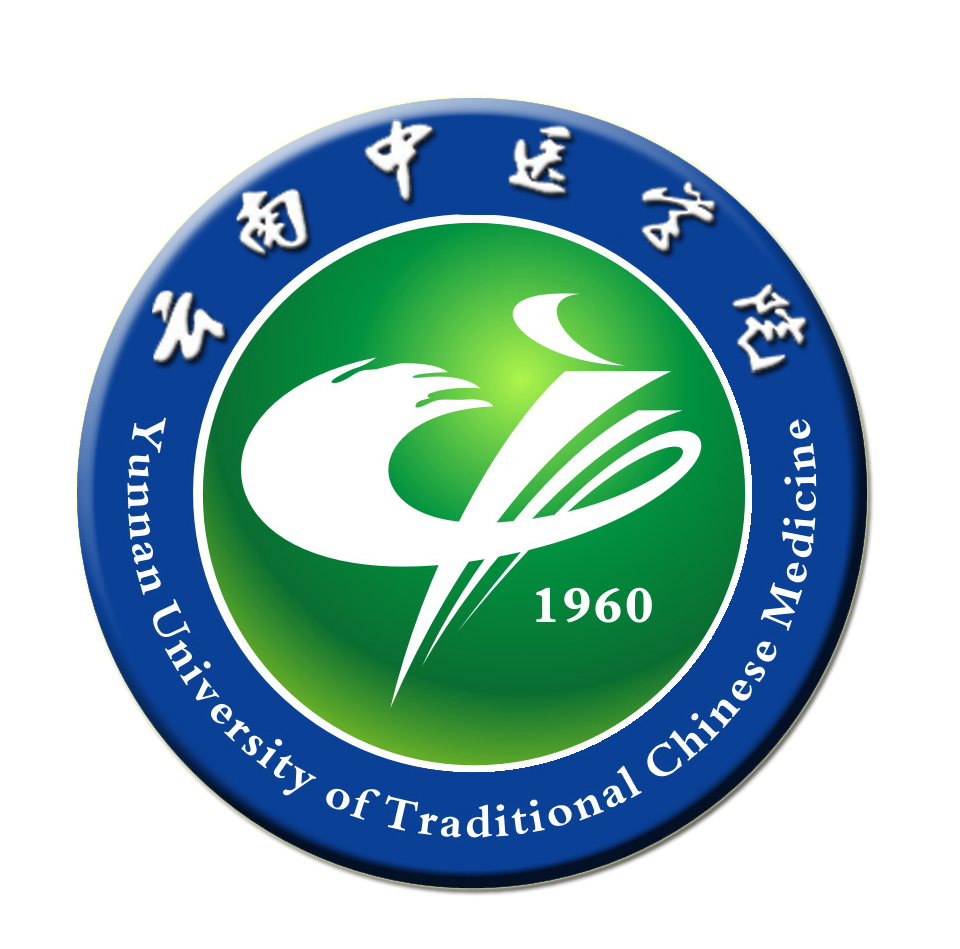 云南中医学院
1960
Yunnan University of Traditional Chinese Medicine